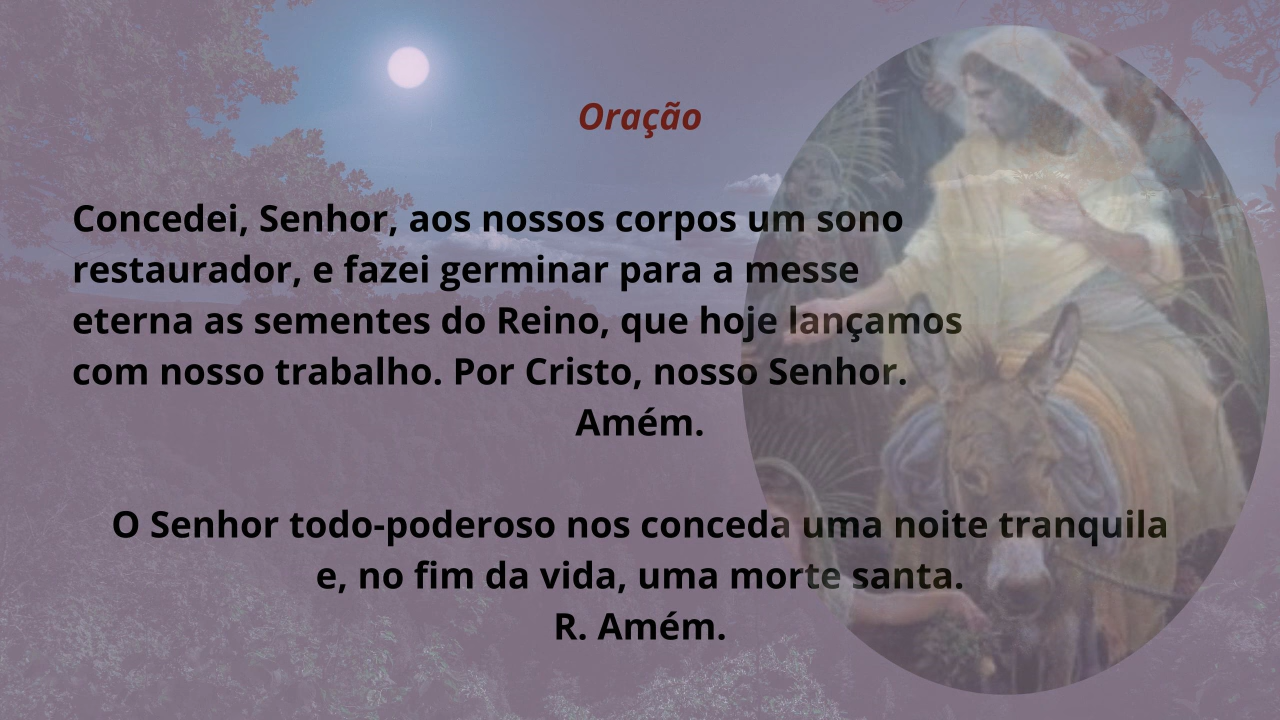 Oração
Concedei, Senhor, aos nossos corpos um sono
restaurador, e fazei germinar para a messe
eterna as sementes do Reino, que hoje lançamos
com nosso trabalho. Por Cristo, nosso Senhor.
Amém.
O Senhor todo-poderoso nos conceda uma noite tranquila
e, no fim da vida, uma morte santa.
R. Amém.